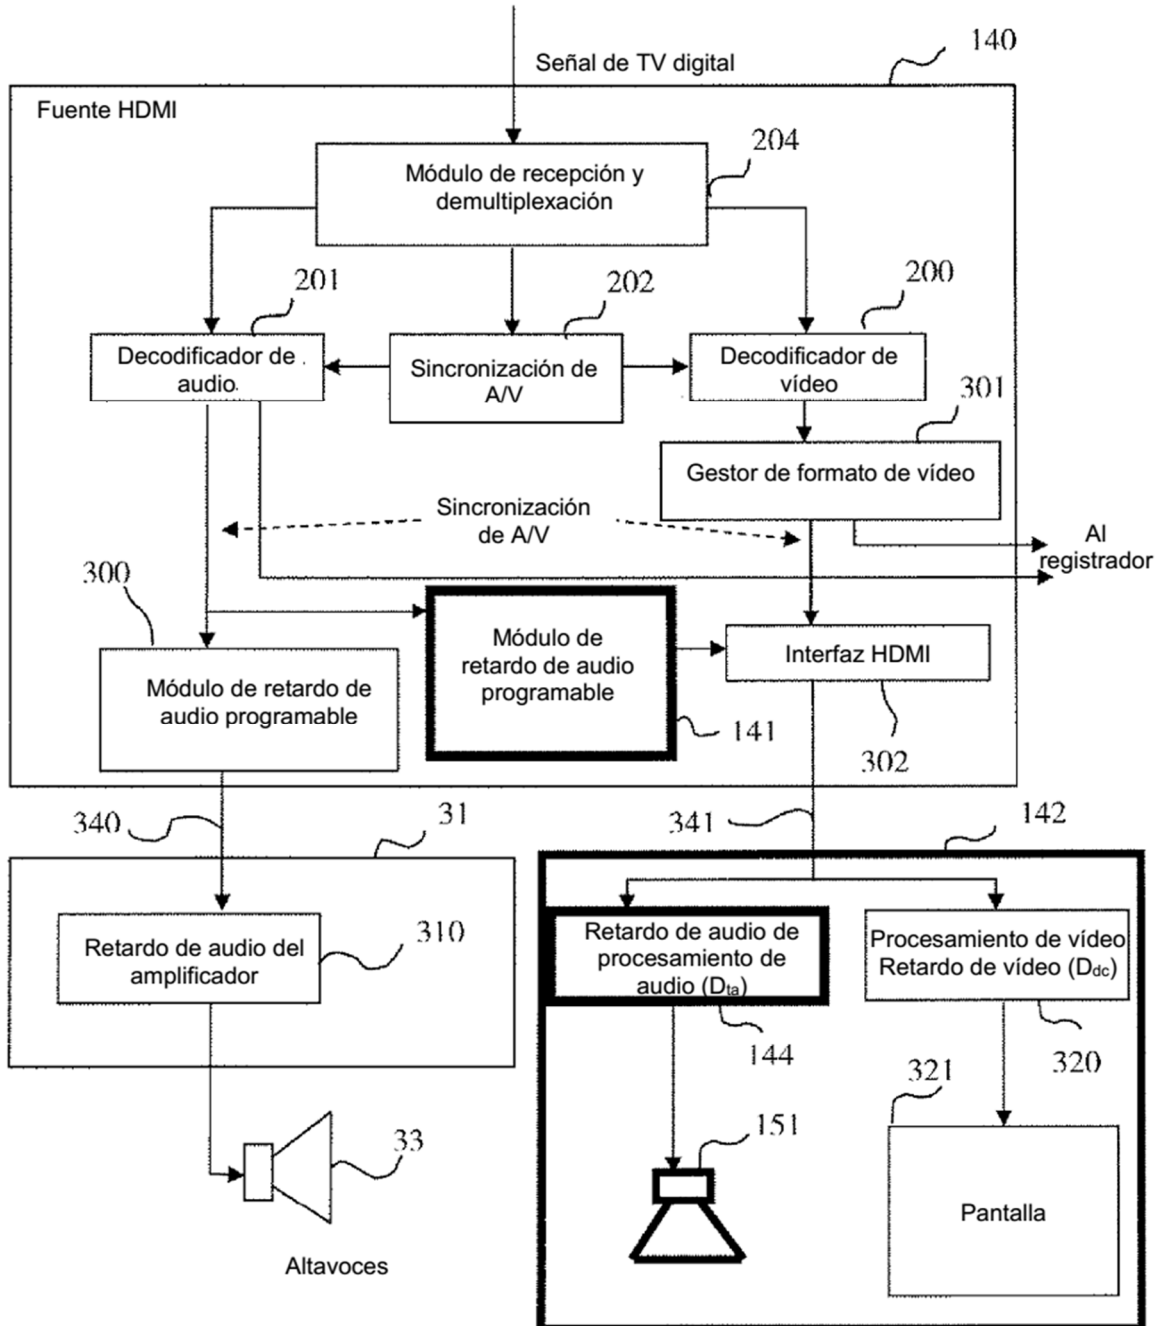 140
Señal de TV digital
Fuente HDMI
204
Módulo de recepción y
demultiplexación
201
202
200
Decodificador de
audio
Sincronización de
A/V
Decodificador de
vídeo
301
Gestor de formato de vídeo
Sincronización
de A/V
Al
registrador
300
Módulo de
retardo de audio
programable
Interfaz HDMI
Módulo de retardo de
audio programable
141
302
340
31
341
142
Retardo de audio del
amplificador
310
Retardo de audio de
procesamiento de
audio (Dta)
Procesamiento de vídeo
Retardo de vídeo (Ddc)
144
320
321
33
151
Pantalla
Altavoces